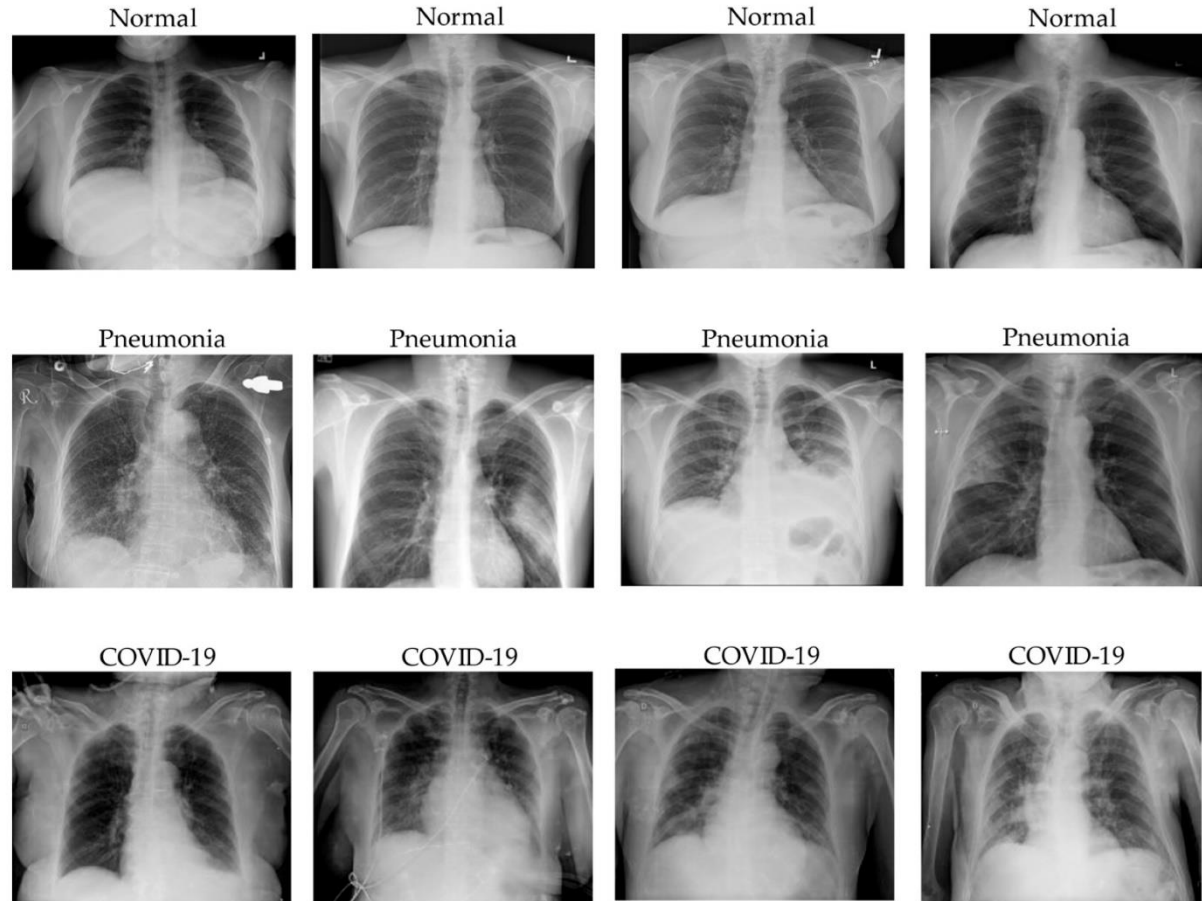 Normal
Normal
Normal
Normal
L
L
L
Pneumonia
Pneumonia
Pneumonia
Pneumonia
R
L
L
COVID-19
COVID-19
COVID-19
COVID-19
D
D